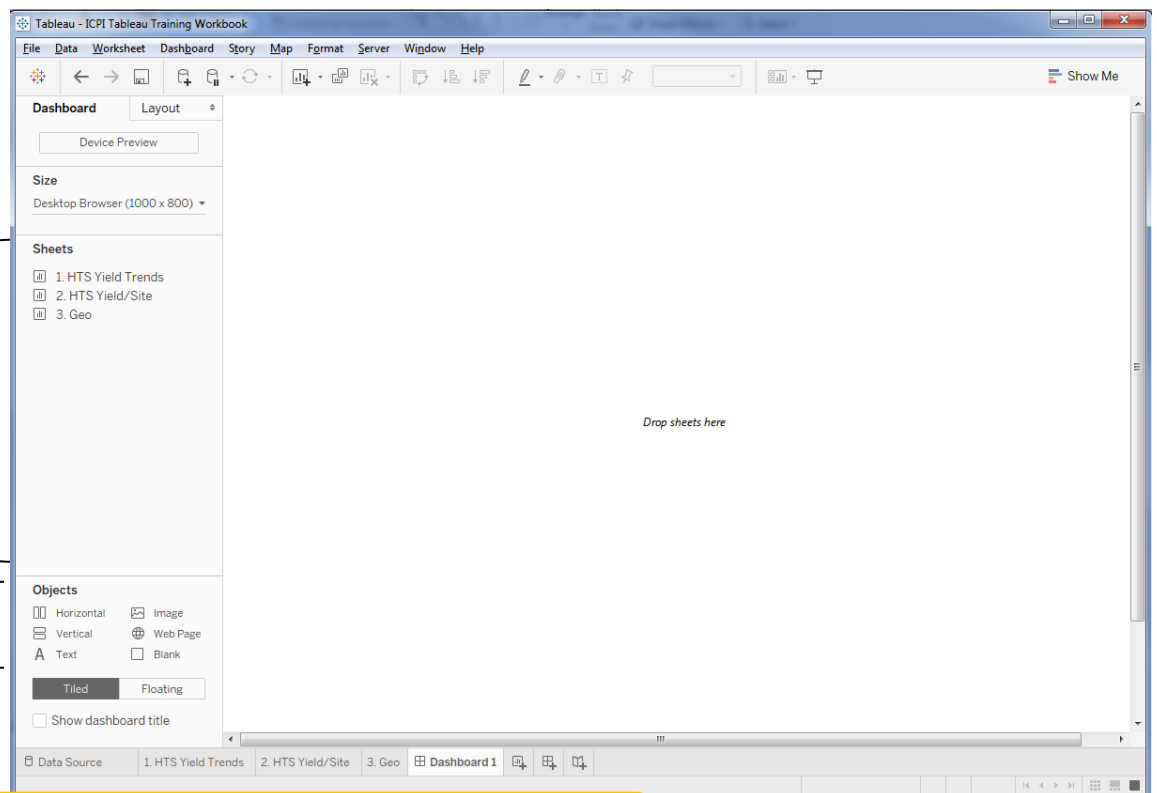 Tableau - ICPI Tableau Training Workbook
File Data Worksheet Dashboard Story Map Format Server Window Help
Show Me
Dashboard Layout
Device Preview
Size
Desktop Browser (1000 x 800)
Sheets
1. HTS Yield Trends
2. HTS Yield/Site
3. Geo
Drop sheets here
Objects
Horizontal Image
Vertical Web Page
A Text Blank
Tiled Floating
Show dashboard title
Data Source 1. HTS Yield Trends 2. HTS Yield/Site 3. Geo Dashboard 1